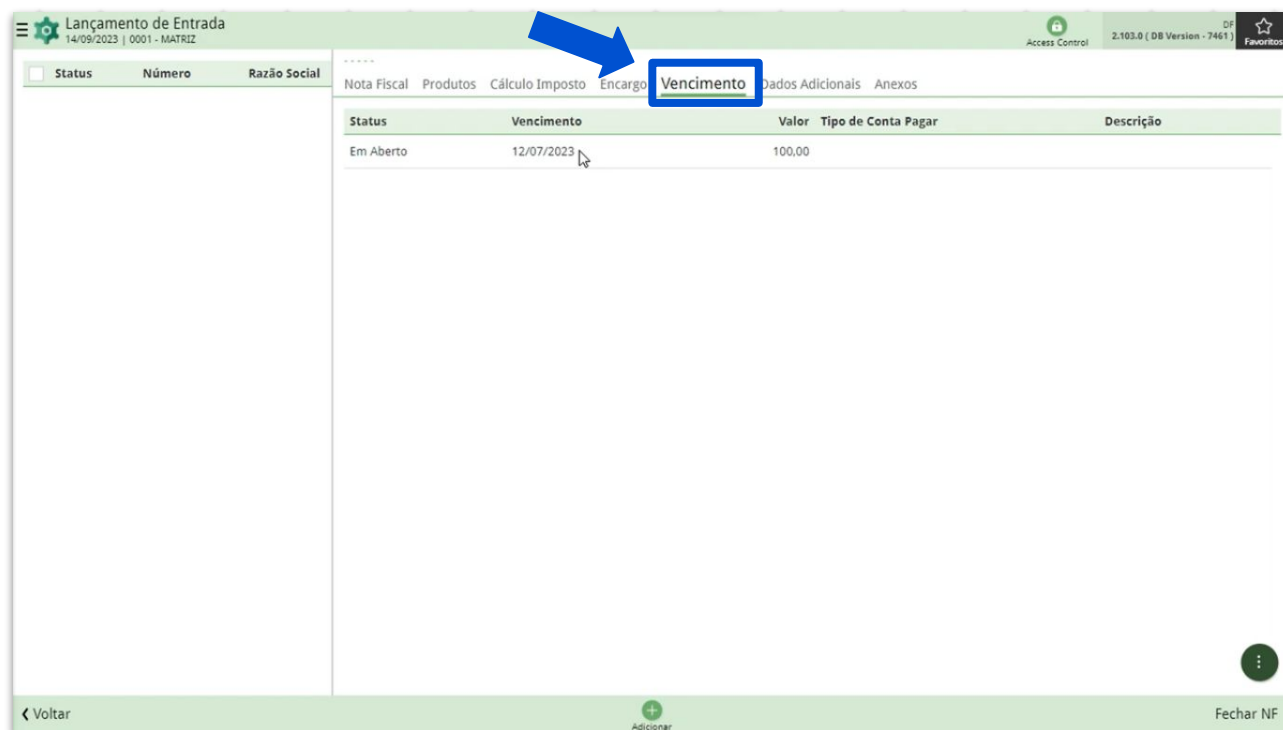 Lançamento de Entrada
14/09/2023 | 0001 - MATRIZ
Access Control
DF
2.103.0 ( DB Version - 7461 )
Favoritos
Status Número Razão Social
Nota Fiscal Produtos Cálculo Imposto Encargo Vencimento Dados Adicionais Anexos
Status Vencimento Valor Tipo de Conta Pagar Descrição
Em Aberto 12/07/2023 100,00
Voltar
Adicionar
Fechar NF